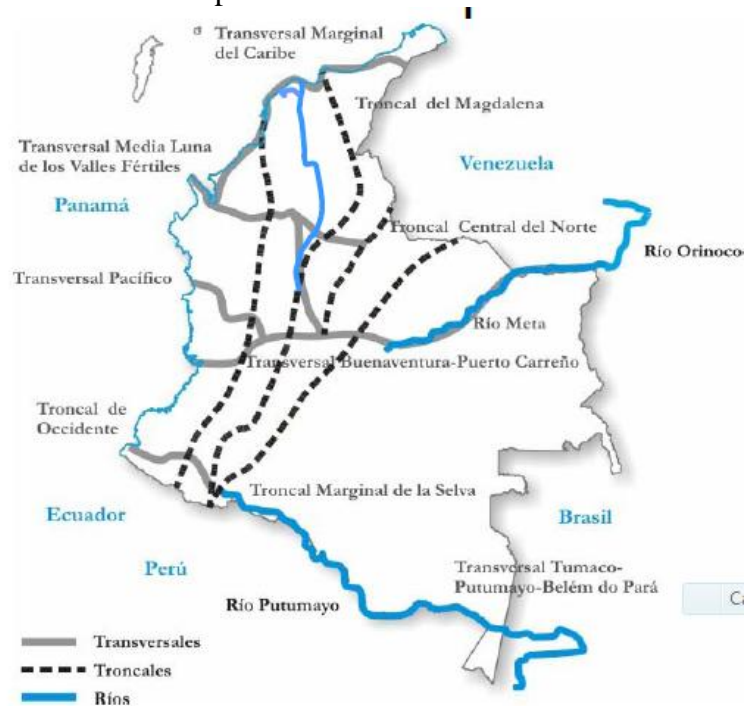 Transversal Marginal
del Caribe
Troncal del Magdalena
Transversal Media Luna
de los Valles Fértiles
Venezuela
Panamá
Troncal Central del Norte
Río Orinoco
Transversal Pacífico
Río Meta
Transversal Buenaventura-Puerto Carreño
Troncal de
Occidente
Troncal Marginal de la Selva
Ecuador
Brasil
Perú
Transversal Tumaco-
Putumayo-Belém do Pará
Río Putumayo
Transversales
Troncales
Ríos